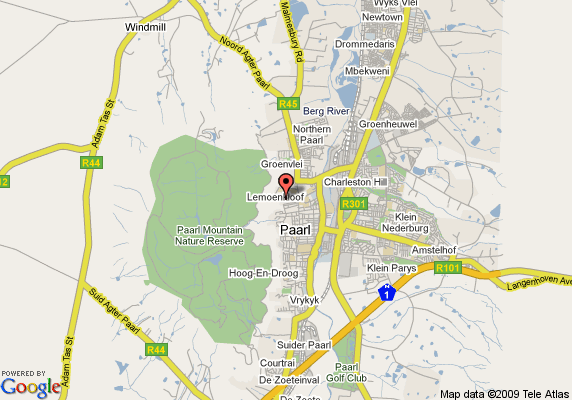 Wyks Vlei
Newtown
Windmill
Malmesbury Rd
Noord Agter Paarl
Drommedaris
Mbekweni
R45
Adam Tas St
Berg River
Groenheuwel
Northern
Paarl
R44
Groenvlei
12
Charleston Hill
Lemoenkloof
R301
Paarl Mountain
Nature Reserve
Paarl
Klein
Nederburg
Amstelhof
Hoog-En-Droog
Klein Parys
R101
Langenhoven Ave
1
Suid Agter Paarl
Vrykyk
R44
Suider Paarl
Adam Tas St
Courtrai
Paarl
Golf Club
De Zoeteinval
POWERED BY
Google
De Zoete
Map data ©2009 Tele Atlas